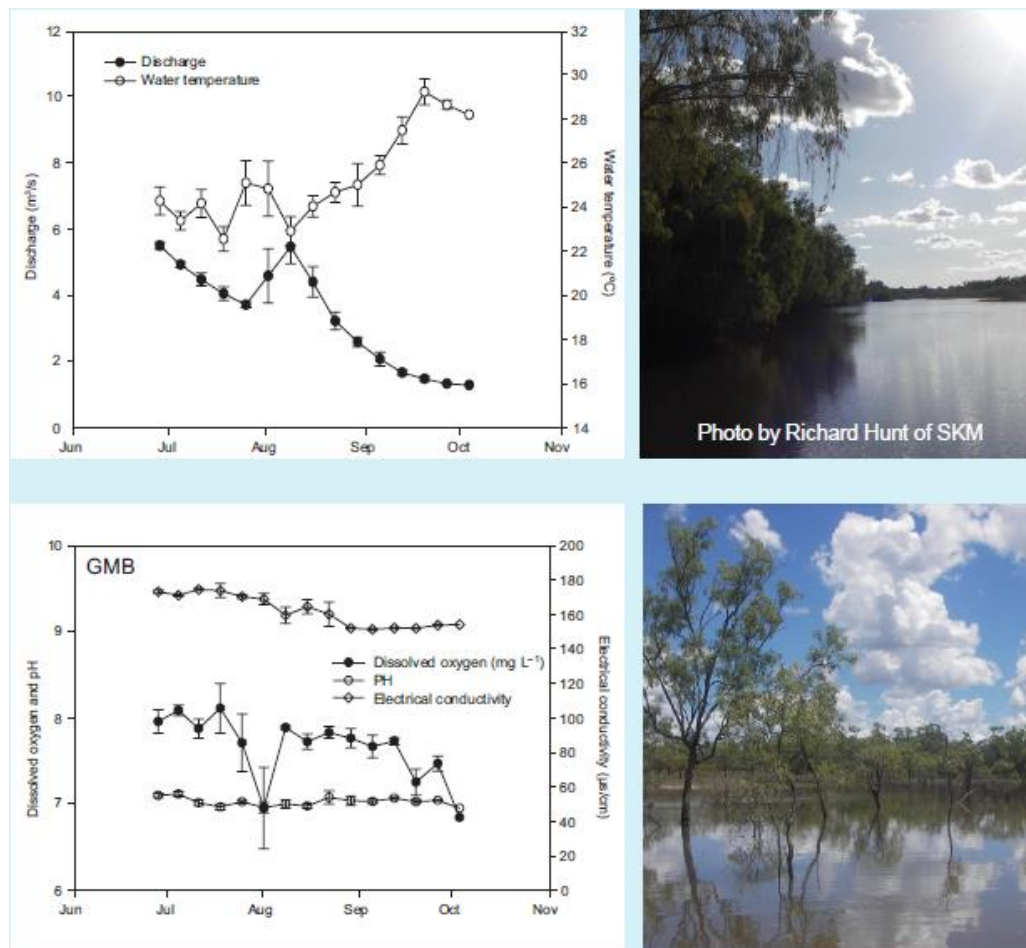 12
10
8
6
4
2
0
Discharge (m³/s)
Discharge
Water temperature
32
30
28
26
24
22
20
18
16
14
Water temperature (ºC)
Jun Jul Aug Sep Oct Nov
Photo by Richard Hunt of SKM
10
9
8
7
6
Dissolved oxygen and pH
GMB
Dissolved oxygen (mg L⁻¹)
PH
Electrical conductivity
200
180
160
140
120
100
80
60
40
20
0
Electrical conductivity (µs/cm)
Jun Jul Aug Sep Oct Nov